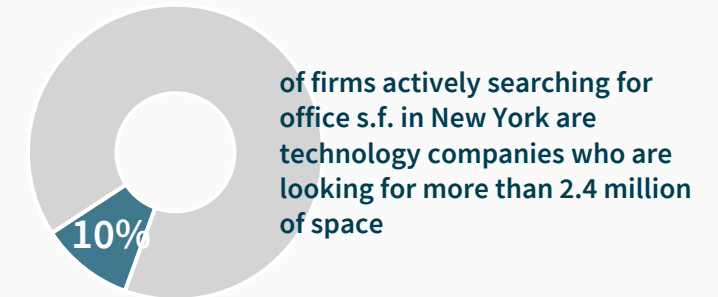 10%
of firms actively searching for
office s.f. in New York are
technology companies who are
looking for more than 2.4 million
of space